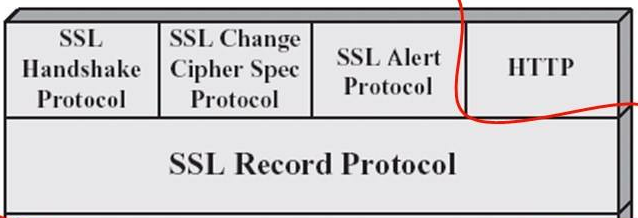 SSL
Handshake
Protocol
SSL Change
Cipher Spec
Protocol
SSL Alert
Protocol
HTTP
SSL Record Protocol